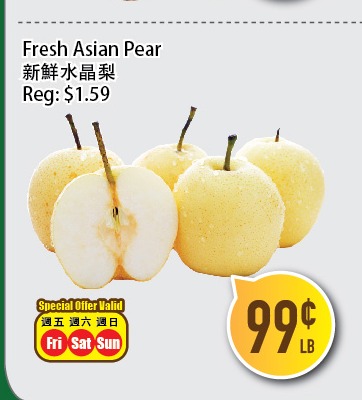 Fresh Asian Pear
新鮮水晶梨
Reg: $1.59
Special Offer Valid
週五 週六 週日
Fri Sat Sun
99¢
LB